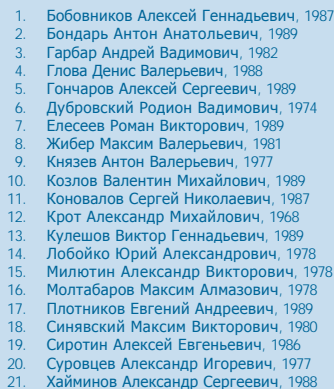 1. Бобовников Алексей Геннадьевич, 1987
2. Бондарь Антон Анатольевич, 1989
3. Гарбар Андрей Вадимович, 1982
4. Глова Денис Валерьевич, 1988
5. Гончаров Алексей Сергеевич, 1989
6. Дубровский Родион Вадимович, 1974
7. Елесеев Роман Викторович, 1989
8. Жибер Максим Валерьевич, 1981
9. Князев Антон Валерьевич, 1977
10. Козлов Валентин Михайлович, 1989
11. Коновалов Сергей Николаевич, 1987
12. Крот Александр Михайлович, 1968
13. Кулешов Виктор Геннадьевич, 1989
14. Лобойко Юрий Александрович, 1978
15. Милютин Александр Викторович, 1978
16. Молтабаров Максим Алмазович, 1978
17. Плотников Евгений Андреевич, 1989
18. Синявский Максим Викторович, 1980
19. Сиротин Алексей Евгеньевич, 1986
20. Суровцев Александр Игоревич, 1977
21. Хайминов Александр Сергеевич, 1988